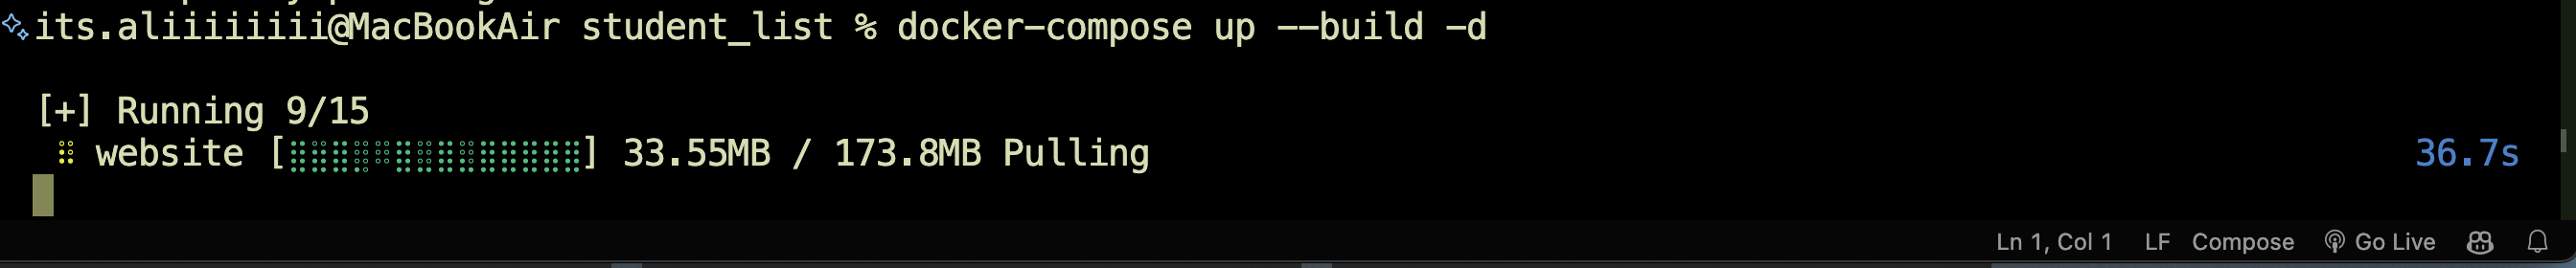 its.aliiiiiiii@MacBookAir student_list % docker-compose up --build -d
[+] Running 9/15
website [⣿⣿⣿⣿⣿⣿⣿⣿⣿⣿⣿⣿⣿⣿] 33.55MB / 173.8MB Pulling 36.7s
Ln 1, Col 1 LF Compose Go Live